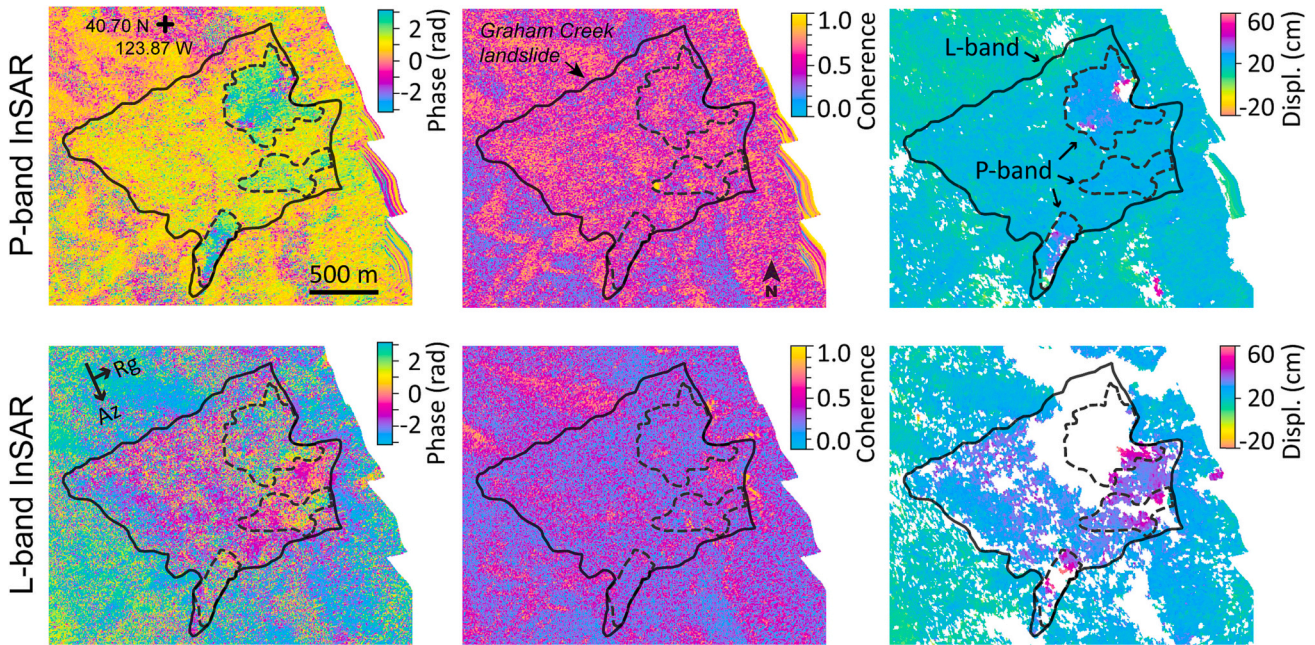 P-band InSAR
40.70 N
123.87 W
500 m
2
0
-2
Phase (rad)
Graham Creek
landslide
N
1.0
0.5
0.0
Coherence
L-band
P-band
60
20
-20
Displ. (cm)
L-band InSAR
Rg
Az
2
0
-2
Phase (rad)
1.0
0.5
0.0
Coherence
60
20
-20
Displ. (cm)